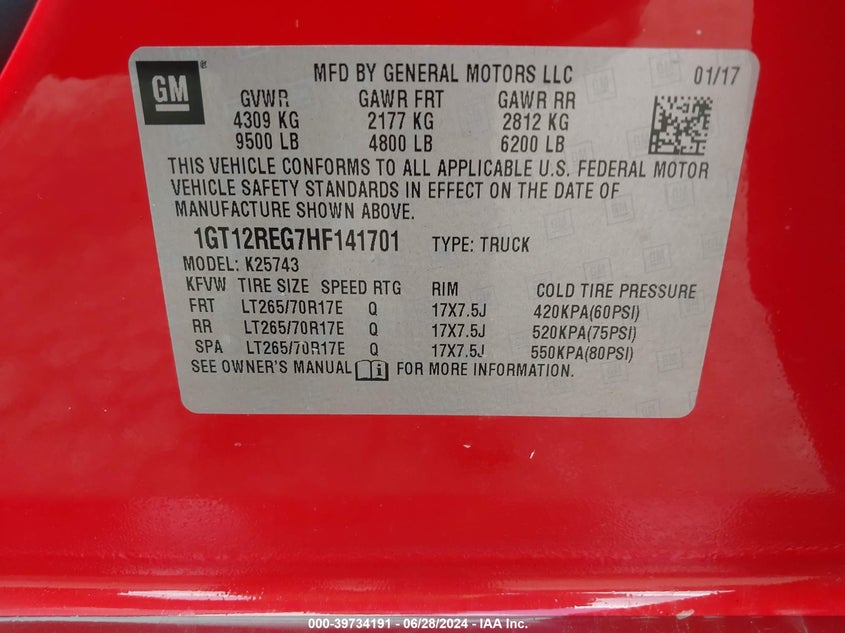 GM
MFD BY GENERAL MOTORS LLC 01/17
GVWR GAWR FRT GAWR RR
4309 KG 2177 KG 2812 KG
9500 LB 4800 LB 6200 LB
THIS VEHICLE CONFORMS TO ALL APPLICABLE U.S. FEDERAL MOTOR
VEHICLE SAFETY STANDARDS IN EFFECT ON THE DATE OF
MANUFACTURE SHOWN ABOVE.
1GT12REG7HF141701 TYPE: TRUCK
MODEL: K25743
KFVW TIRE SIZE SPEED RTG RIM COLD TIRE PRESSURE
FRT LT265/70R17E Q 17X7.5J 420KPA(60PSI)
RR LT265/70R17E Q 17X7.5J 520KPA(75PSI)
SPA LT265/70R17E Q 17X7.5J 550KPA(80PSI)
SEE OWNER'S MANUAL FOR MORE INFORMATION.
000-39734191 - 06/28/2024 - IAA Inc.